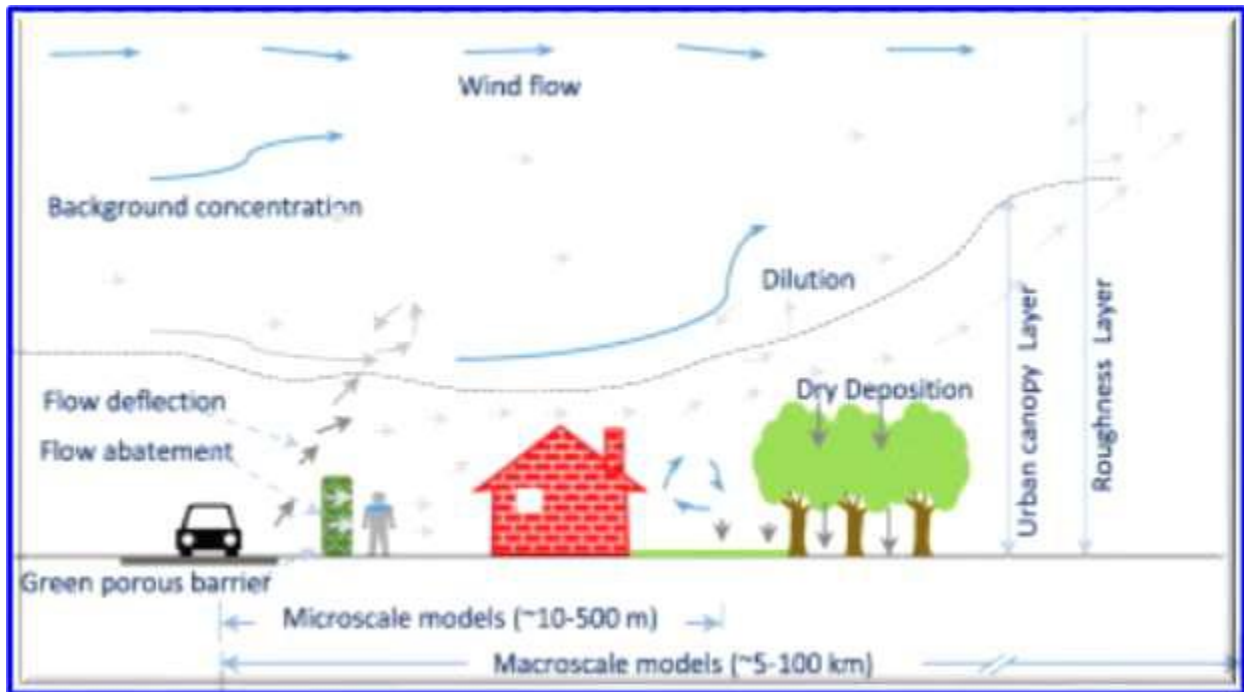 Wind flow
Background concentration
Dilution
Flow deflection
Dry Deposition
Flow abatement
Urban canopy Layer
Roughness Layer
Green porous barrier
Microscale models (~10-500 m)
Macroscale models (~5-100 km)